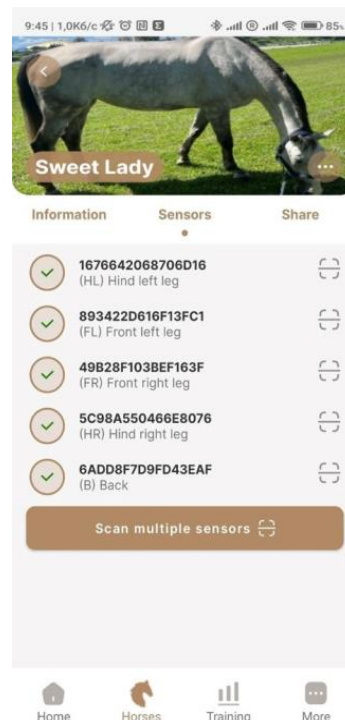 9:45 | 1,0Кб/с
85
Sweet Lady
Information Sensors Share
1676642068706D16
(HL) Hind left leg
893422D616F13FC1
(FL) Front left leg
49B28F103BEF163F
(FR) Front right leg
5C98A550466E8076
(HR) Hind right leg
6ADD8F7D9FD43EAF
(B) Back
Scan multiple sensors
Home Horses Training More